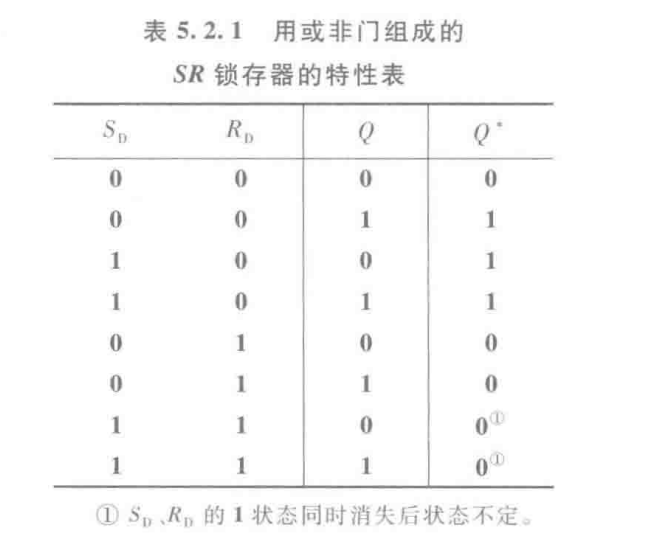 表 5.2.1 用或非门组成的
SR 锁存器的特性表
S_D R_D Q Q*
0 0 0 0
0 0 1 1
1 0 0 1
1 0 1 1
0 1 0 0
0 1 1 0
1 1 0 0①
1 1 1 0①
① S_D、R_D 的 1 状态同时消失后状态不定。